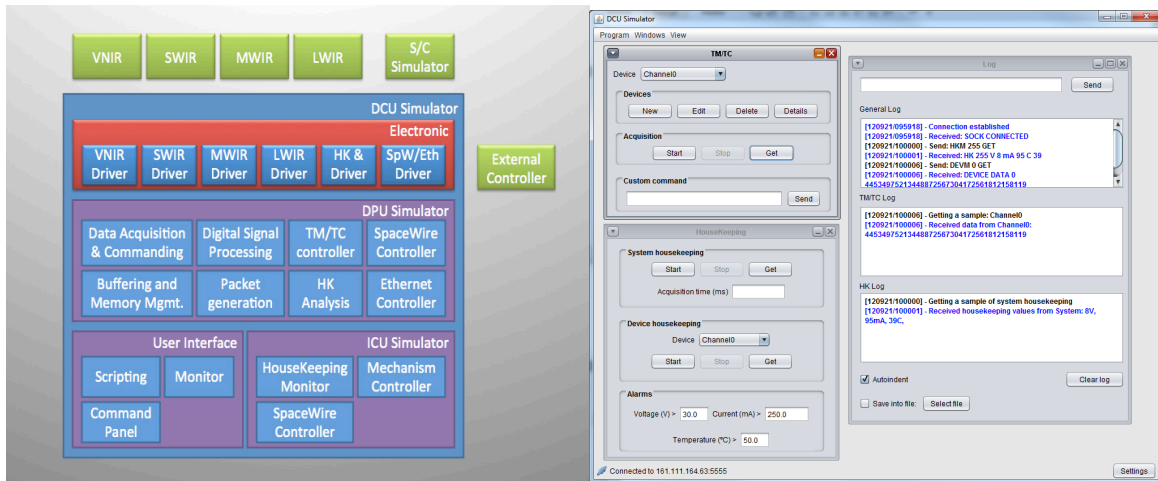 VNIR
SWIR
MWIR
LWIR
S/C
Simulator
DCU Simulator
Electronic
VNIR
Driver
SWIR
Driver
MWIR
Driver
LWIR
Driver
HK &
Driver
SpW/Eth
Driver
External
Controller
DPU Simulator
Data Acquisition
& Commanding
Digital Signal
Processing
TM/TC
controller
SpaceWire
Controller
Buffering and
Memory Mgmt.
Packet
generation
HK
Analysis
Ethernet
Controller
User Interface
Scripting
Monitor
Command
Panel
ICU Simulator
HouseKeeping
Monitor
Mechanism
Controller
SpaceWire
Controller
DCU Simulator
Program Windows View
TM/TC
Device Channel0
Devices
New Edit Delete Details
Acquisition
Start Stop Get
Custom command
Send
HouseKeeping
System housekeeping
Start Stop Get
Acquisition time (ms)
Device housekeeping
Device Channel0
Start Stop Get
Alarms
Voltage (V) > 30.0 Current (mA) > 250.0
Temperature (ºC) > 50.0
Log
Send
General Log
[120921/095918] - Connection established
[120921/095918] - Received: SOCK CONNECTED
[120921/100000] - Send: HKM 255 GET
[120921/100001] - Received: HK 255 V 8 mA 95 C 39
[120921/100006] - Send: DEVM 0 GET
[120921/100006] - Received: DEVICE DATA 0
4453497521344887256730417256181215 8119
TM/TC Log
[120921/100006] - Getting a sample: Channel0
[120921/100006] - Received data from Channel0:
44534975213448872567304172561812158119
HK Log
[120921/100000] - Getting a sample of system housekeeping
[120921/100001] - Received housekeeping values from System: 8V,
95mA, 39C,
Autoindent
Clear log
Save into file: Select file
Connected to 161.111.164.63:5555
Settings